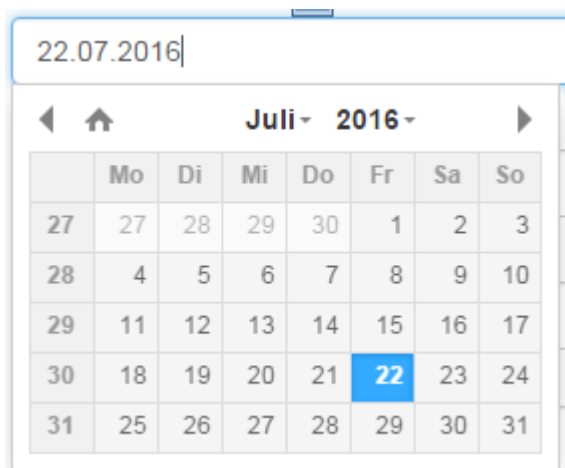 22.07.2016
Juli 2016
Mo Di Mi Do Fr Sa So
27 27 28 29 30 1 2 3
28 4 5 6 7 8 9 10
29 11 12 13 14 15 16 17
30 18 19 20 21 22 23 24
31 25 26 27 28 29 30 31